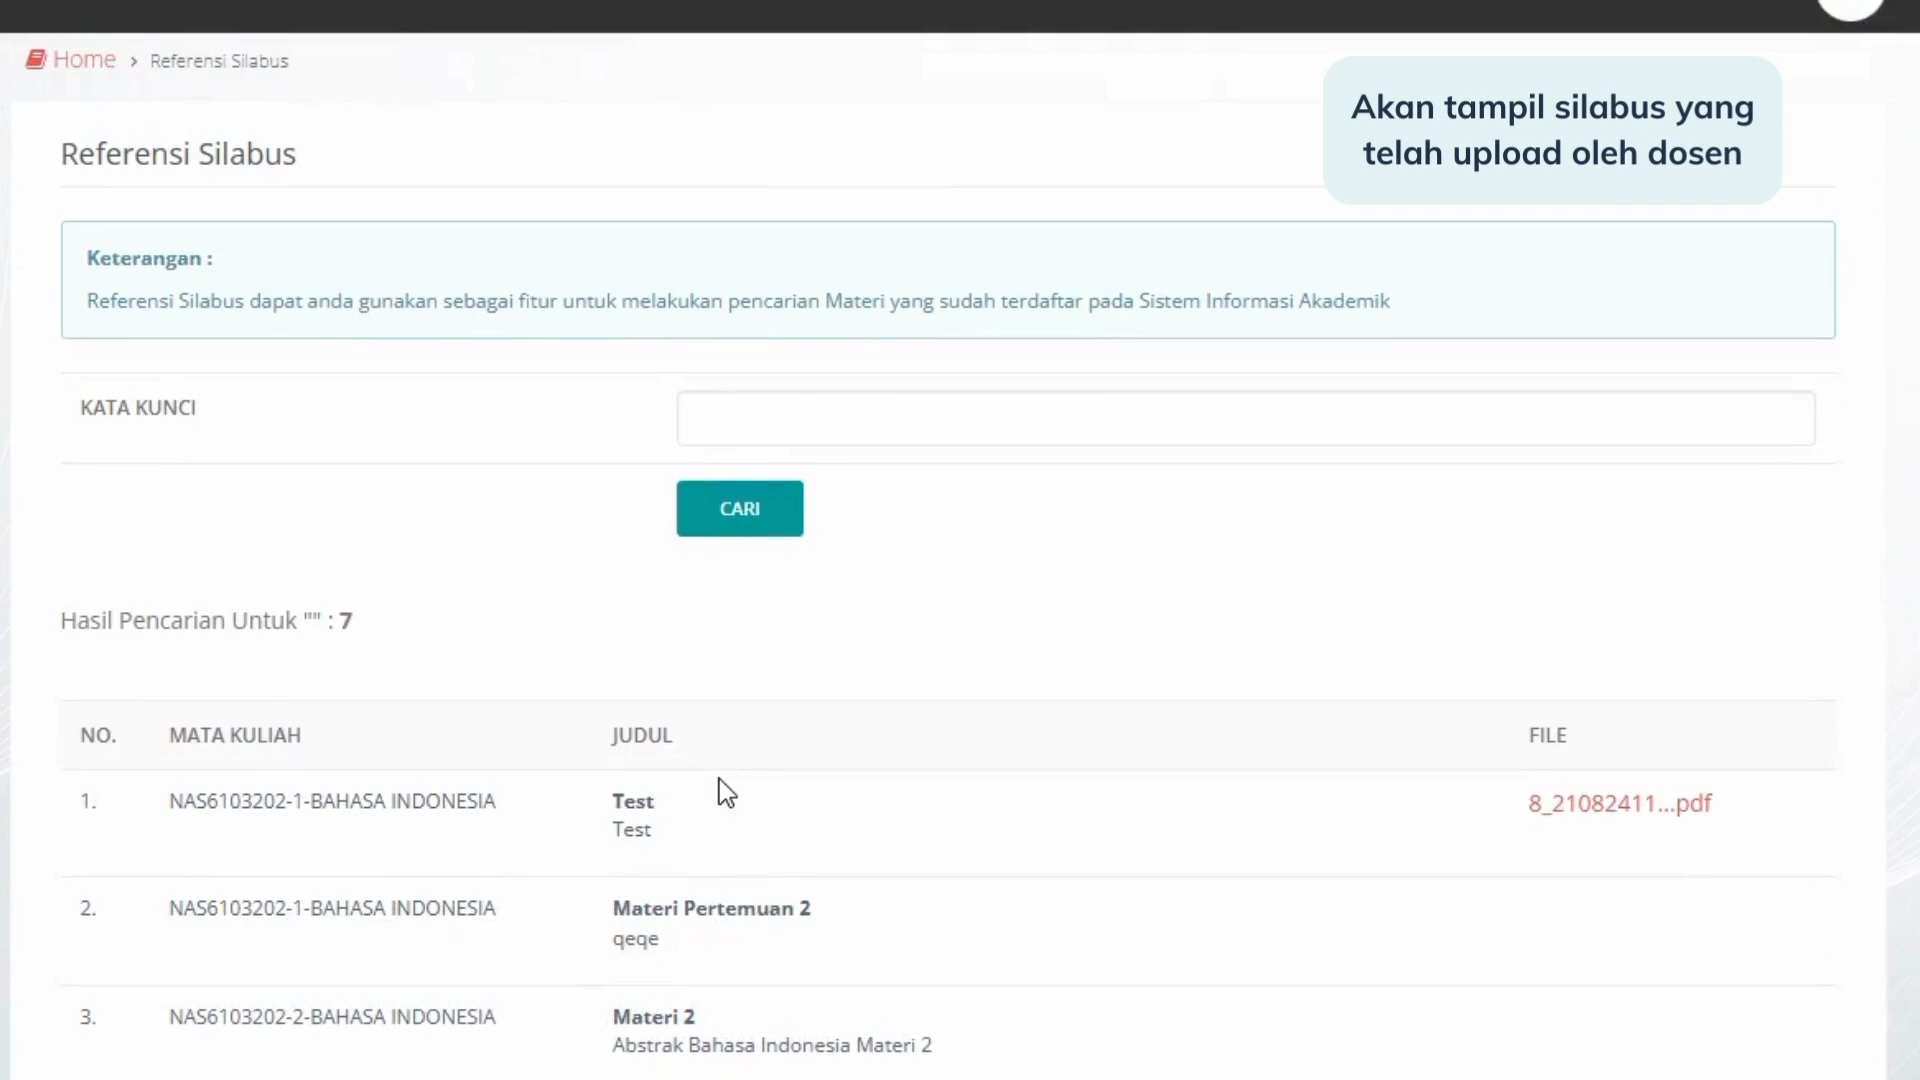 Home › Referensi Silabus
Akan tampil silabus yang
telah upload oleh dosen
Referensi Silabus
Keterangan :
Referensi Silabus dapat anda gunakan sebagai fitur untuk melakukan pencarian Materi yang sudah terdaftar pada Sistem Informasi Akademik
KATA KUNCI
CARI
Hasil Pencarian Untuk "" : 7
NO. MATA KULIAH JUDUL FILE
1. NAS6103202-1-BAHASA INDONESIA Test 8_21082411...pdf
Test
2. NAS6103202-1-BAHASA INDONESIA Materi Pertemuan 2
qeqe
3. NAS6103202-2-BAHASA INDONESIA Materi 2
Abstrak Bahasa Indonesia Materi 2